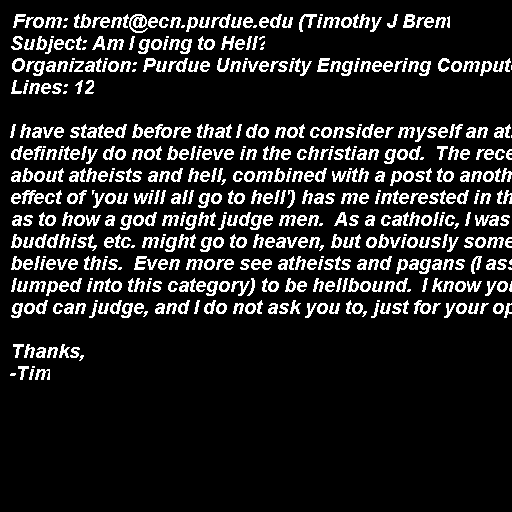 From: tbrent@ecn.purdue.edu (Timothy J Brent
Subject: Am I going to Hell?
Organization: Purdue University Engineering Comput
Lines: 12

I have stated before that I do not consider myself an at
definitely do not believe in the christian god.  The rece
about atheists and hell, combined with a post to anoth
effect of 'you will all go to hell') has me interested in th
as to how a god might judge men.  As a catholic, I was
buddhist, etc. might go to heaven, but obviously some
believe this.  Even more see atheists and pagans (I ass
lumped into this category) to be hellbound.  I know you
god can judge, and I do not ask you to, just for your op

Thanks,
-Tim